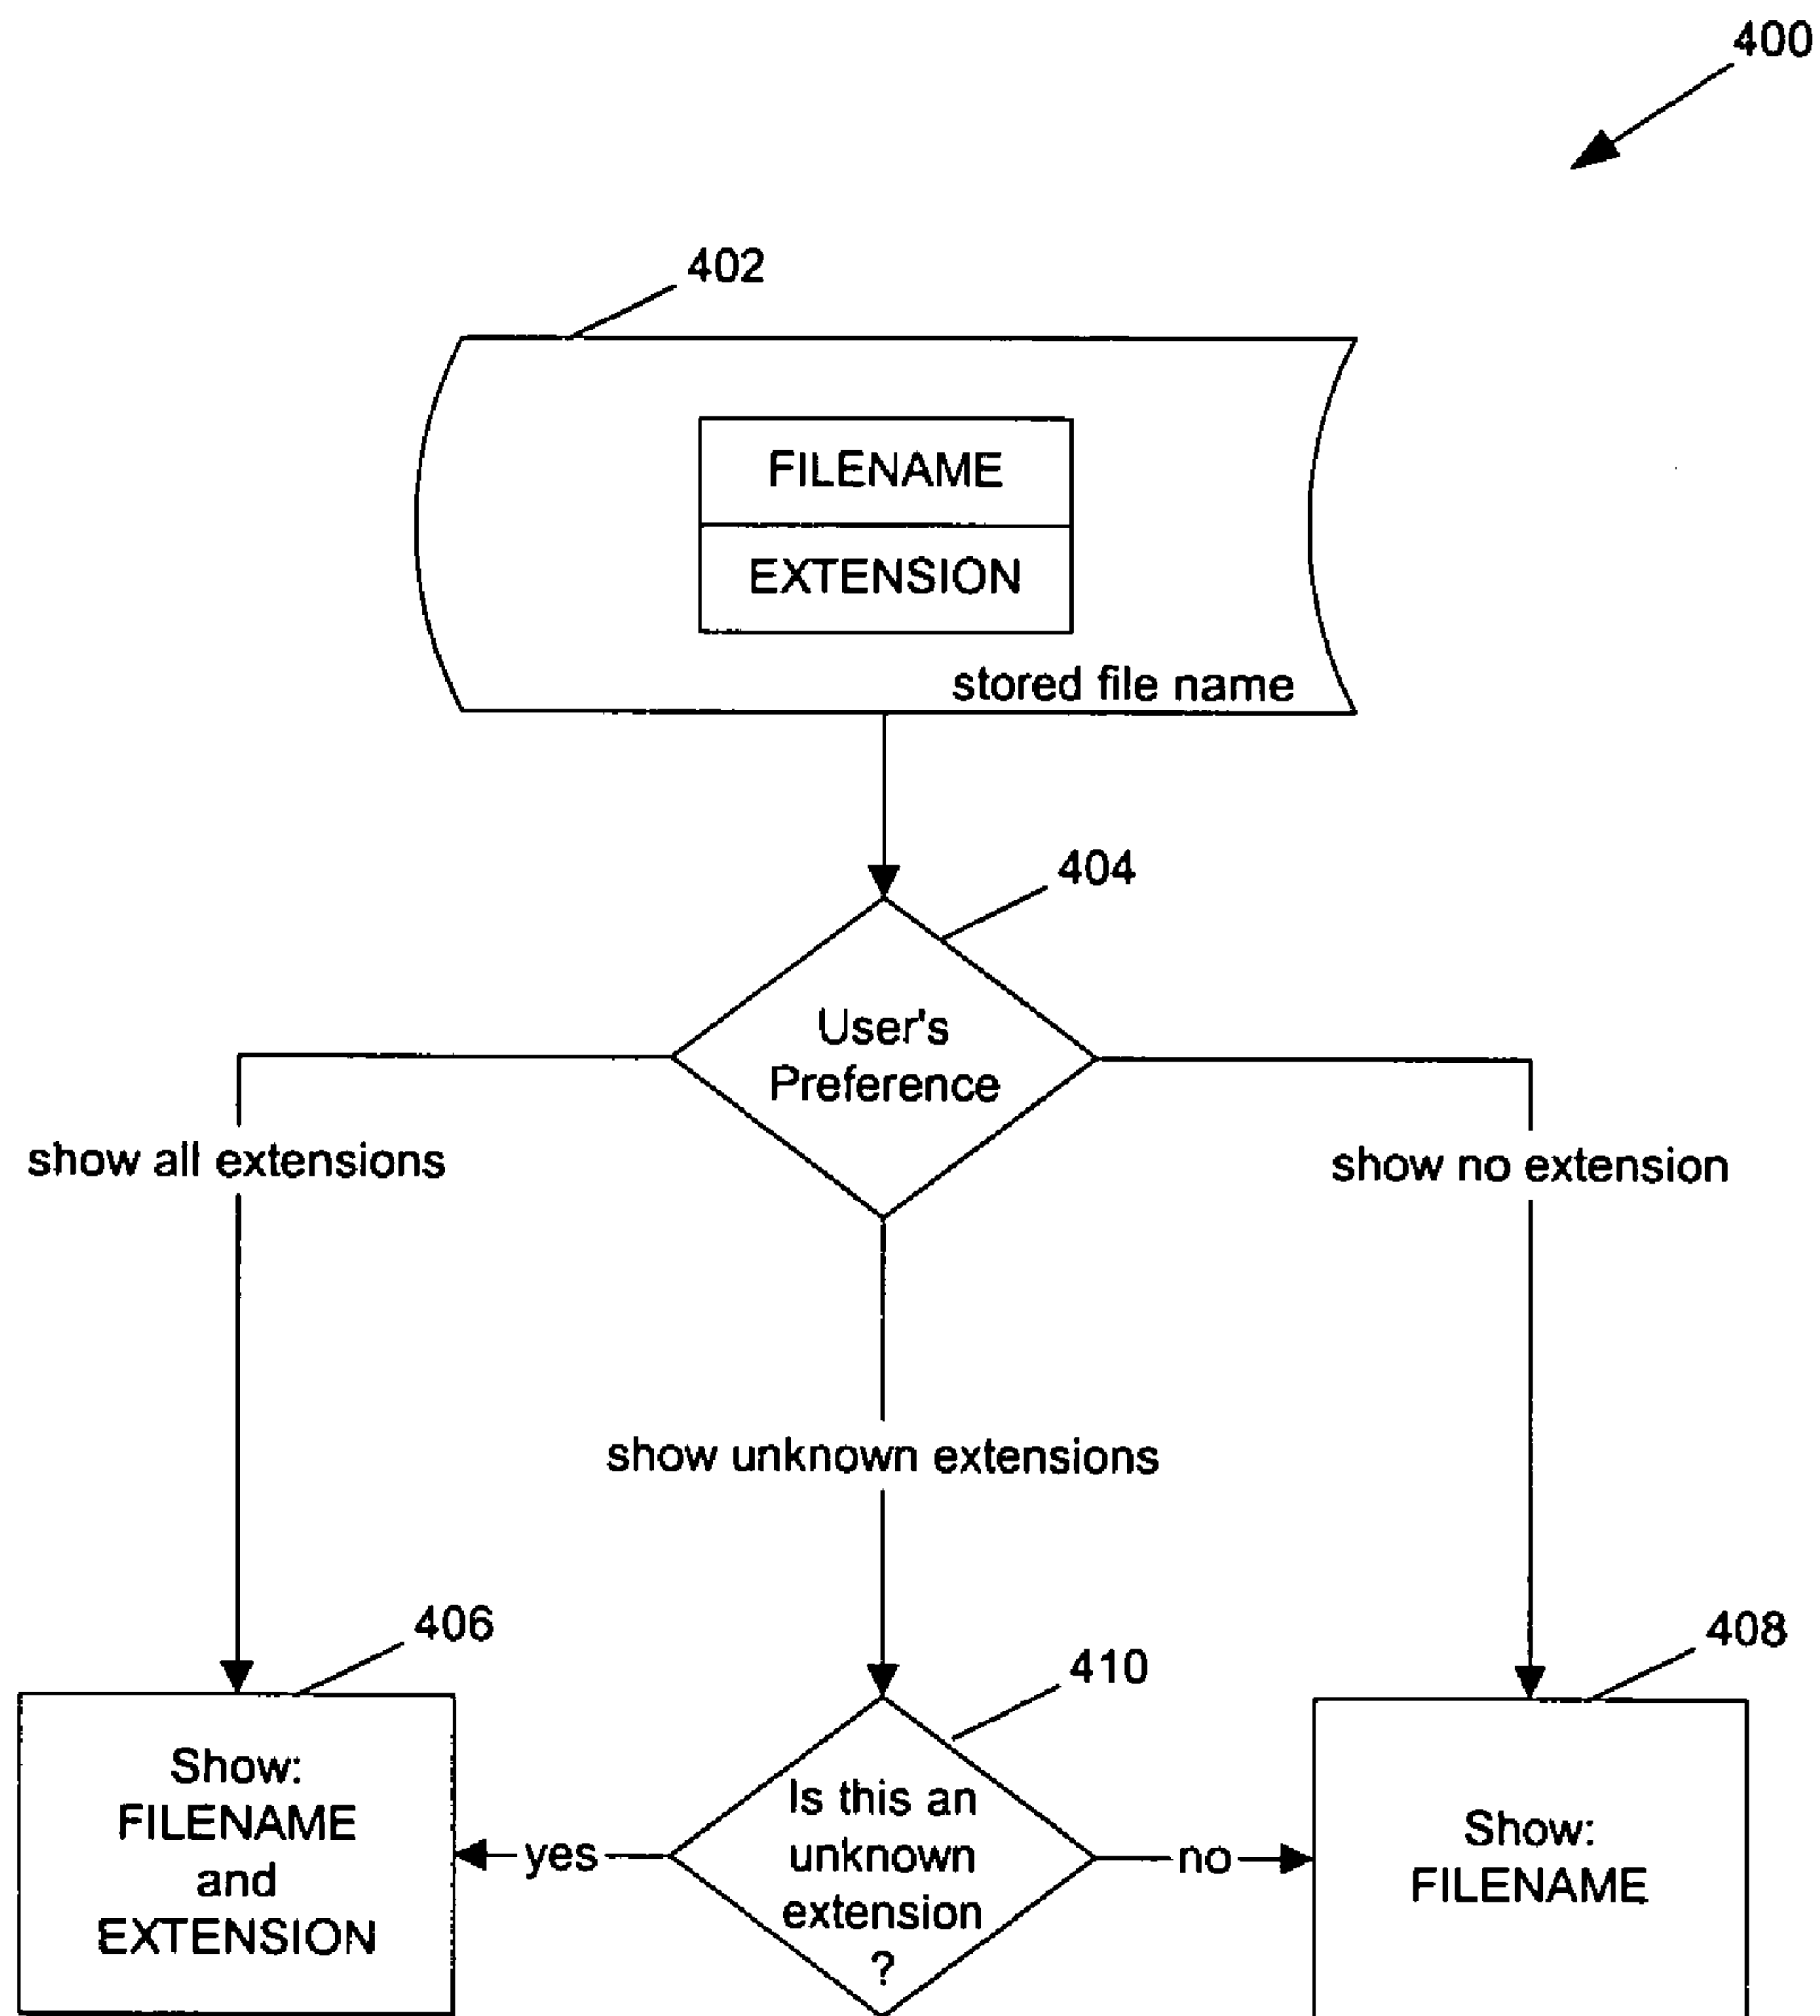 400
402
FILENAME
EXTENSION
stored file name
404
User's
Preference
show all extensions
show no extension
show unknown extensions
406
410
408
Show:
FILENAME
and
EXTENSION
yes
Is this an
unknown
extension
?
no
Show:
FILENAME